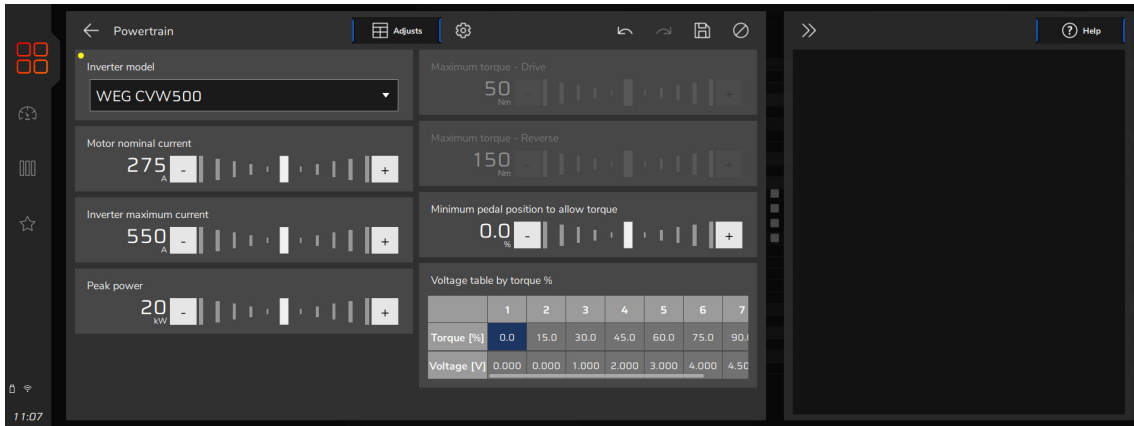 Powertrain
Adjusts
Help
Inverter model
WEG CVW500
Motor nominal current
275
A
-
+
Inverter maximum current
550
A
-
+
Peak power
20
kW
-
+
Maximum torque - Drive
50
Nm
-
+
Maximum torque - Reverse
150
Nm
-
+
Minimum pedal position to allow torque
0.0
%
-
+
Voltage table by torque %
1 2 3 4 5 6 7
Torque [%] 0.0 15.0 30.0 45.0 60.0 75.0 90.
Voltage [V] 0.000 0.000 1.000 2.000 3.000 4.000 4.50
11:07